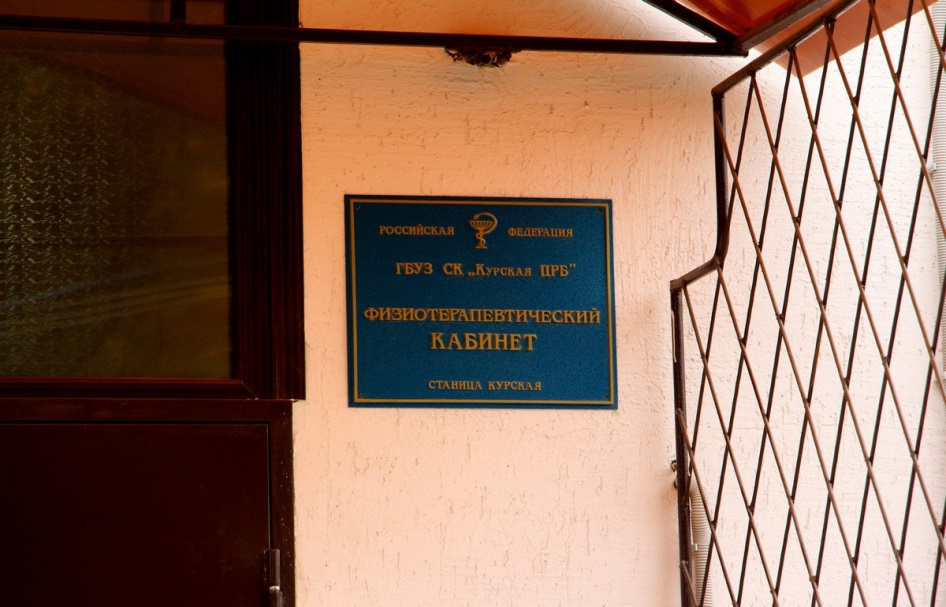 РОССИЙСКАЯ ФЕДЕРАЦИЯ
ГБУЗ СК „Курская ЦРБ"
ФИЗИОТЕРАПЕВТИЧЕСКИЙ
КАБИНЕТ
СТАНИЦА КУРСКАЯ